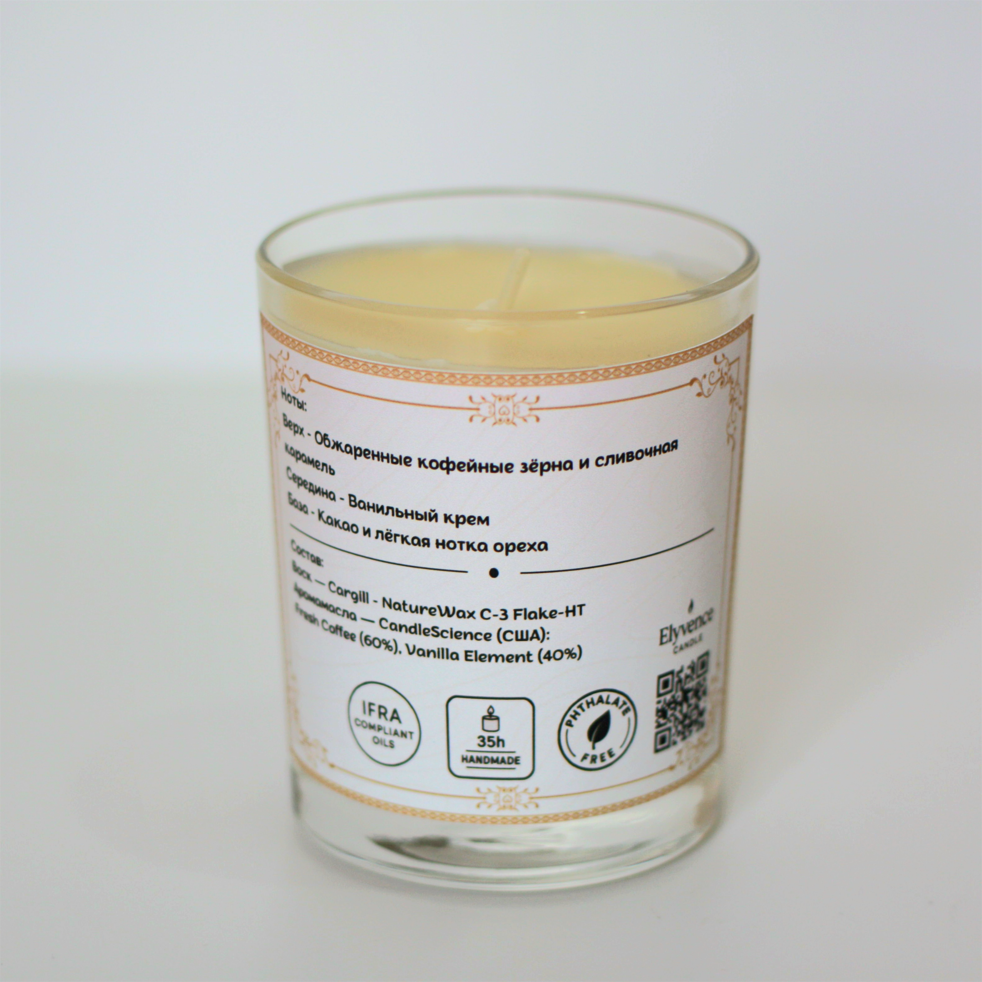 Ноты:
Верх - Обжаренные кофейные зёрна и сливочная
карамель
Середина - Ванильный крем
База - Какао и лёгкая нотка ореха
Состав:
Воск — Cargill - NatureWax C-3 Flake-HT
Аромамасла — CandleScience (США):
Fresh Coffee (60%), Vanilla Element (40%)
Elyvence
CANDLE
IFRA
COMPLIANT
OILS
35h
HANDMADE
PHTHALATE
FREE